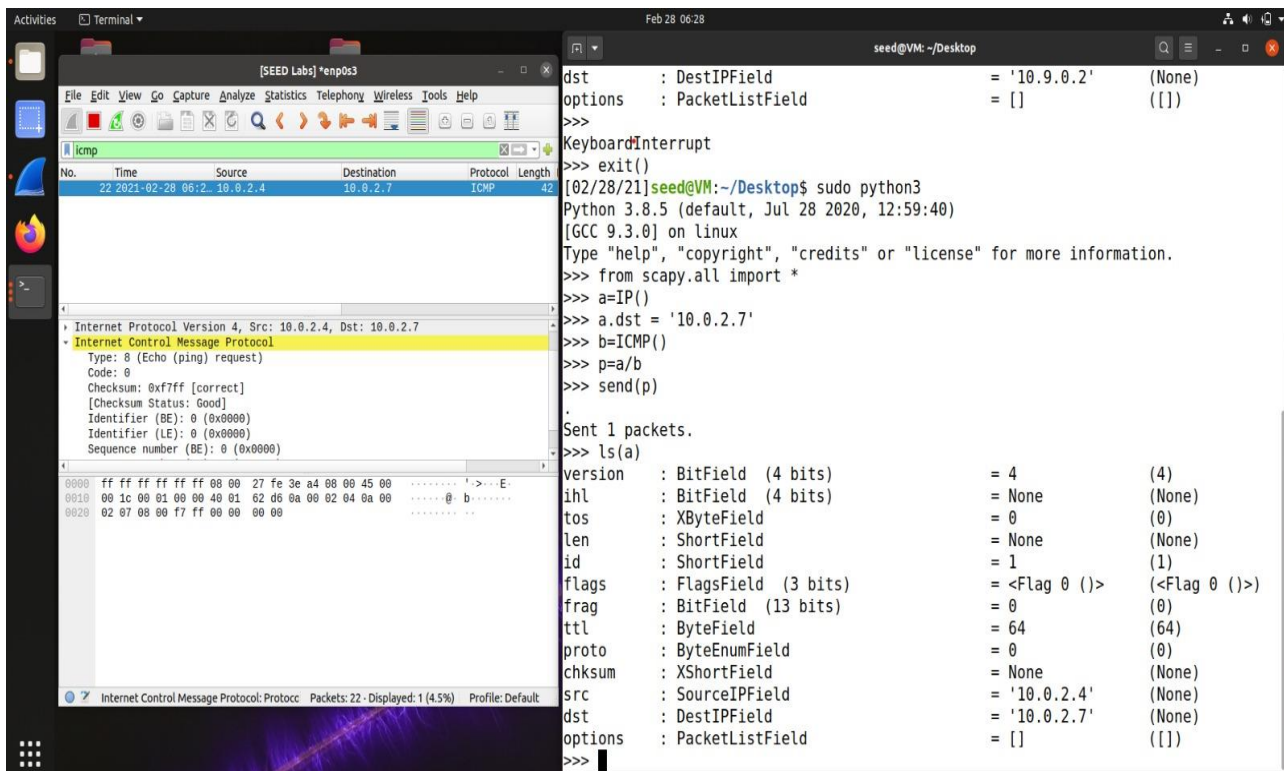 Activities Terminal Feb 28 06:28
[SEED Labs] *enp0s3
File Edit View Go Capture Analyze Statistics Telephony Wireless Tools Help
icmp
No. Time Source Destination Protocol Length
22 2021-02-28 06:2… 10.0.2.4 10.0.2.7 ICMP 42
Internet Protocol Version 4, Src: 10.0.2.4, Dst: 10.0.2.7
Internet Control Message Protocol
Type: 8 (Echo (ping) request)
Code: 0
Checksum: 0xf7ff [correct]
[Checksum Status: Good]
Identifier (BE): 0 (0x0000)
Identifier (LE): 0 (0x0000)
Sequence number (BE): 0 (0x0000)
0000 ff ff ff ff ff ff 08 00 27 fe 3e a4 08 00 45 00 ········ '·>···E·
0010 00 1c 00 01 00 00 40 01 62 d6 0a 00 02 04 0a 00 ······@· b·······
0020 02 07 08 00 f7 ff 00 00 00 00 ········ ··
Internet Control Message Protocol: Protocc Packets: 22 · Displayed: 1 (4.5%) Profile: Default
seed@VM: ~/Desktop
dst : DestIPField = '10.9.0.2' (None)
options : PacketListField = [] ([])
>>>
KeyboardInterrupt
>>> exit()
[02/28/21]seed@VM:~/Desktop$ sudo python3
Python 3.8.5 (default, Jul 28 2020, 12:59:40)
[GCC 9.3.0] on linux
Type "help", "copyright", "credits" or "license" for more information.
>>> from scapy.all import *
>>> a=IP()
>>> a.dst = '10.0.2.7'
>>> b=ICMP()
>>> p=a/b
>>> send(p)
.
Sent 1 packets.
>>> ls(a)
version : BitField (4 bits) = 4 (4)
ihl : BitField (4 bits) = None (None)
tos : XByteField = 0 (0)
len : ShortField = None (None)
id : ShortField = 1 (1)
flags : FlagsField (3 bits) = <Flag 0 ()> (<Flag 0 ()>)
frag : BitField (13 bits) = 0 (0)
ttl : ByteField = 64 (64)
proto : ByteEnumField = 0 (0)
chksum : XShortField = None (None)
src : SourceIPField = '10.0.2.4' (None)
dst : DestIPField = '10.0.2.7' (None)
options : PacketListField = [] ([])
>>>